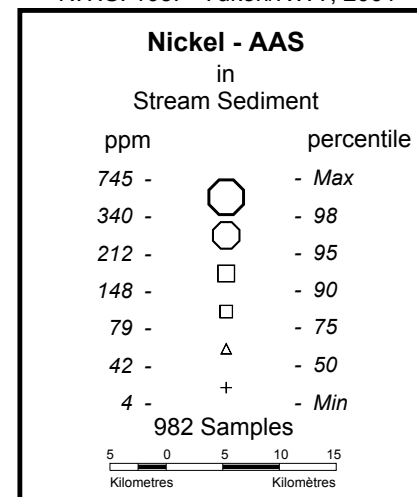 Nickel - AAS
in
Stream Sediment
ppm percentile
745 - - Max
340 - - 98
212 - - 95
148 - - 90
79 - - 75
42 - - 50
4 - - Min
982 Samples
5 0 5 10 15
Kilometres Kilomètres